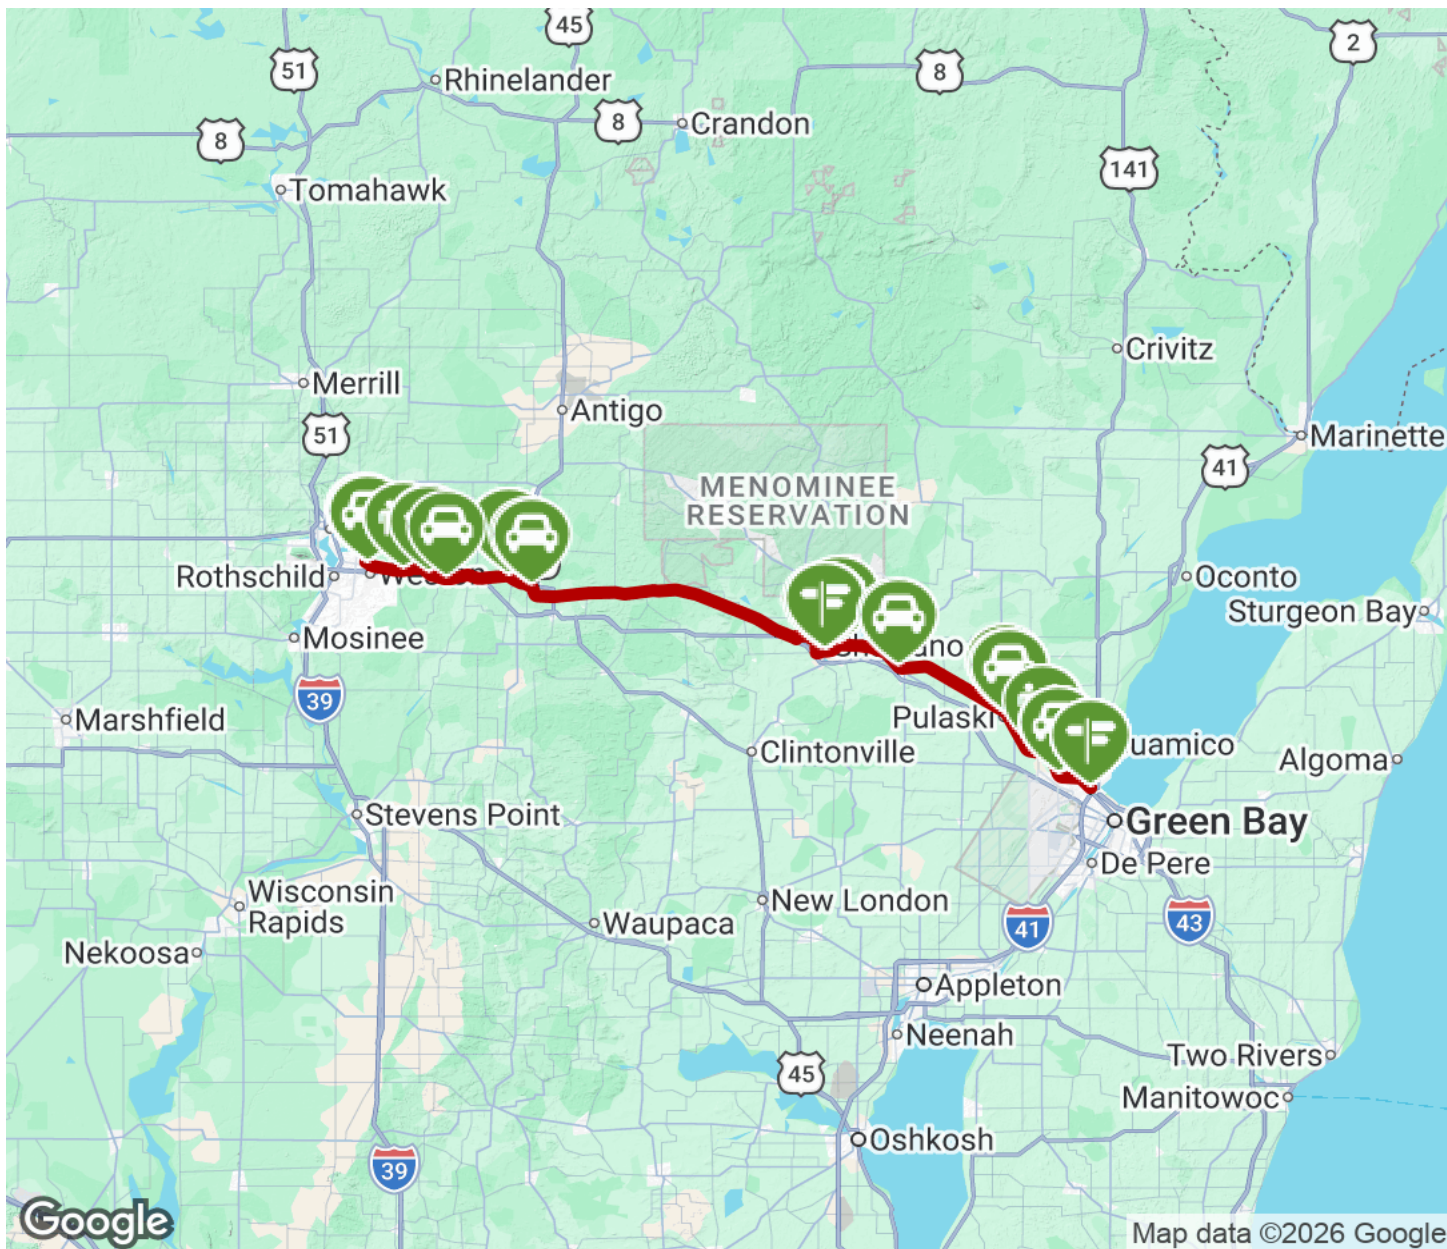 45
2
51
8
Rhinelander
8
Crandon
8
141
Tomahawk
Crivitz
Merrill
Antigo
51
Marinette
41
MENOMINEE
RESERVATION
Rothschild
Oconto
Sturgeon Bay
Mosinee
39
Marshfield
Pulaski
uamico
Clintonville
Algoma
Stevens Point
Green Bay
De Pere
Wisconsin
Rapids
New London
Waupaca
41
43
Nekoosa
Appleton
Neenah
Two Rivers
45
Manitowoc
Oshkosh
39
Google
Map data ©2026 Google